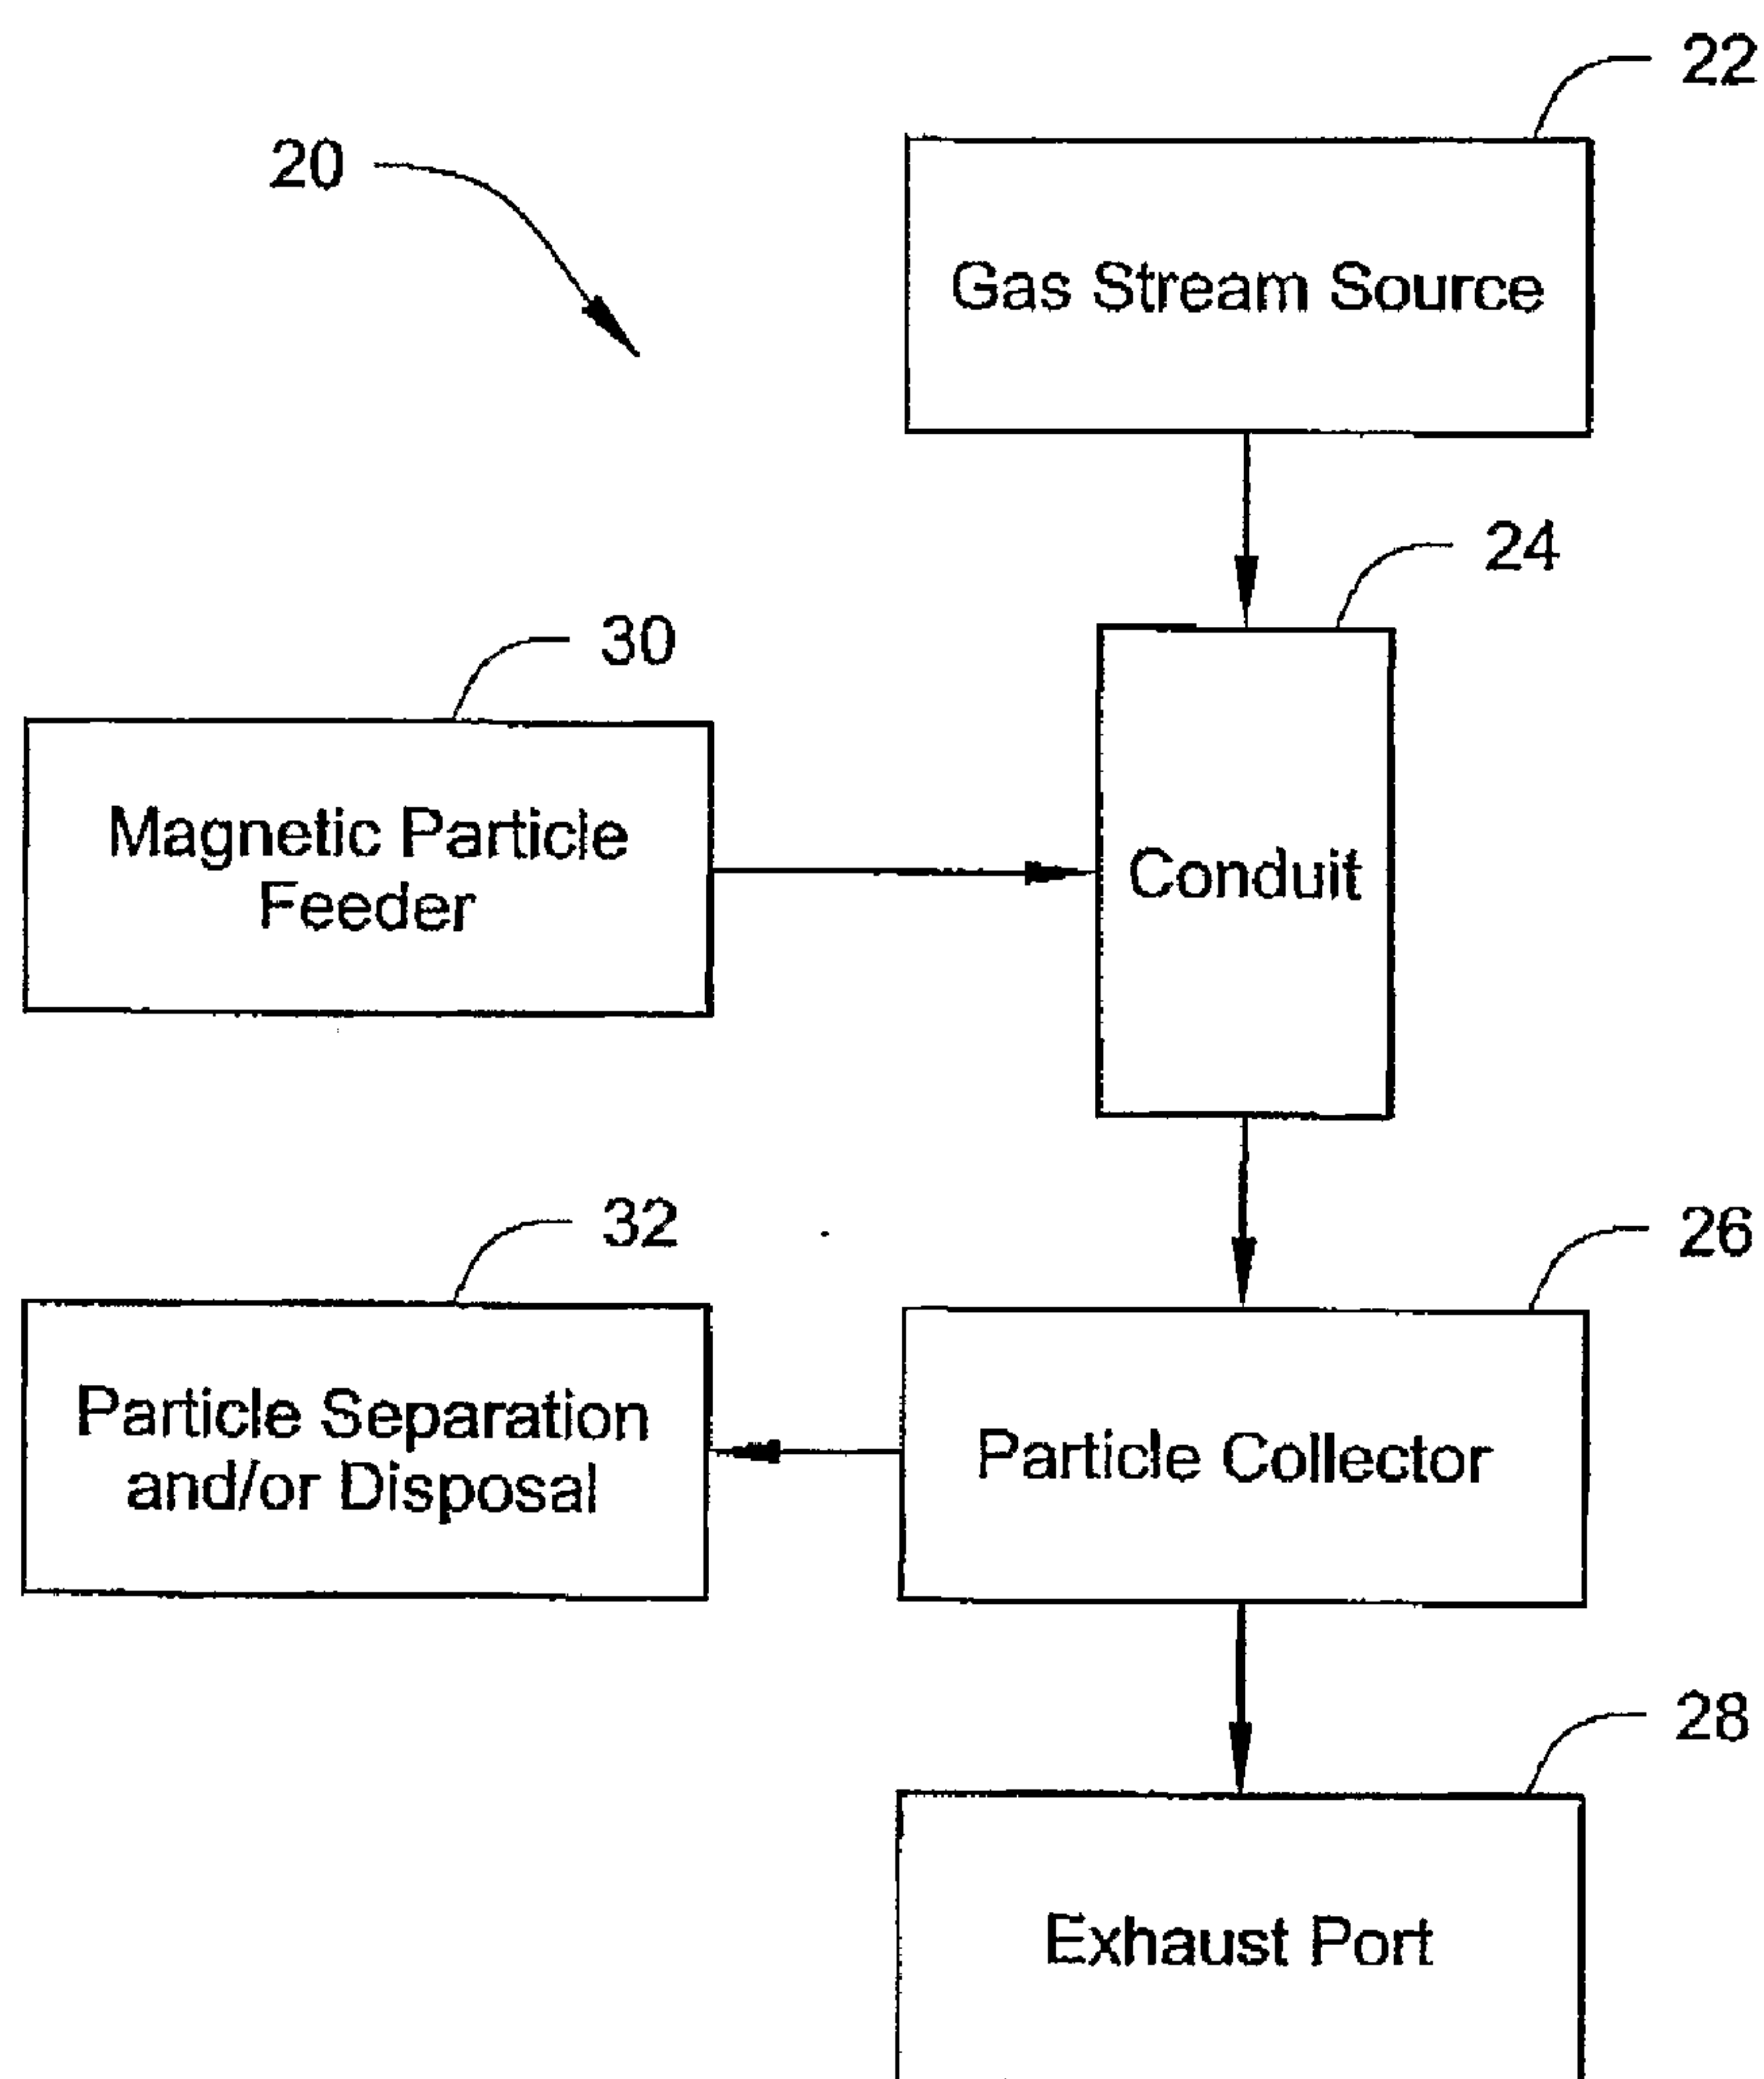 22
20
Gas Stream Source
24
30
Magnetic Particle
Feeder
Conduit
32
26
Particle Separation
and/or Disposal
Particle Collector
28
Exhaust Port